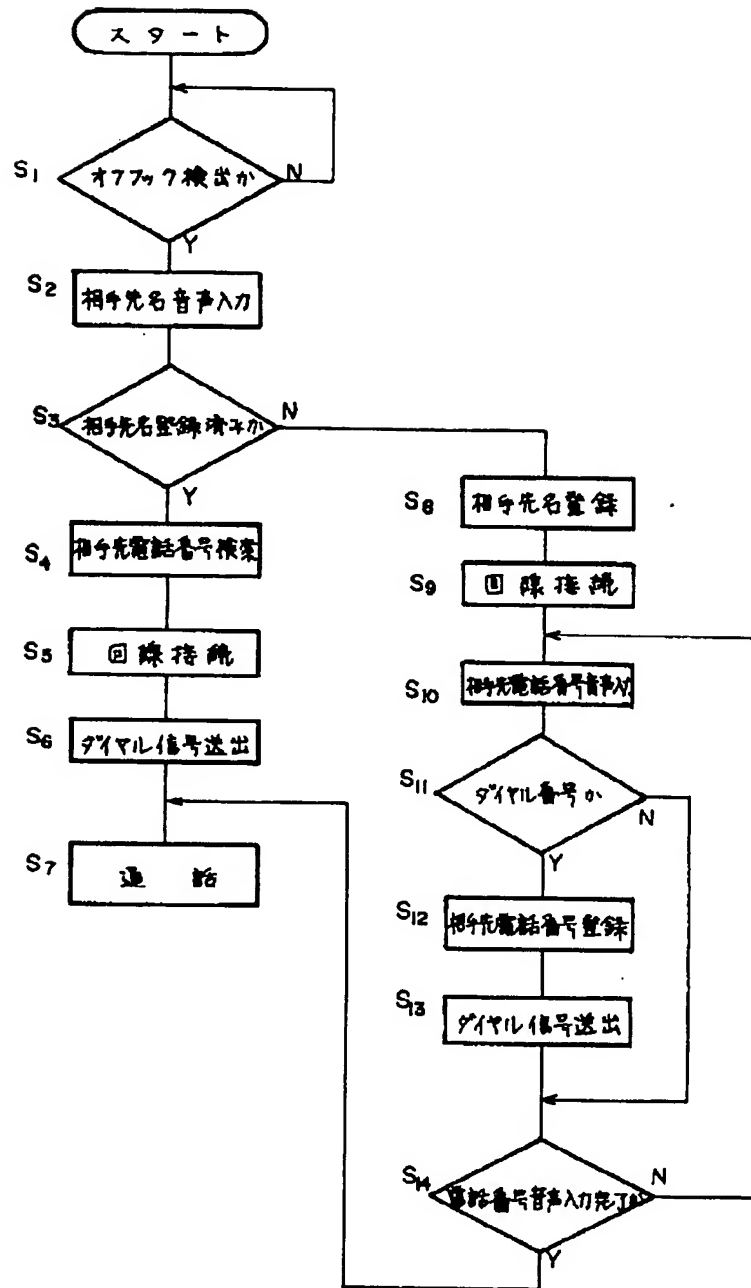 スタート
S1
オフフック検出か
N
Y
S2
相手先名音声入力
S3
相手先名登録済みか
N
Y
S4
相手先電話番号検索
S5
回線接続
S6
ダイヤル信号送出
S7
通話
S8
相手先名登録
S9
回線接続
S10
相手先電話番号音声入力
S11
ダイヤル番号か
N
Y
S12
相手先電話番号登録
S13
ダイヤル信号送出
S14
電話番号音声入力完了か
N
Y